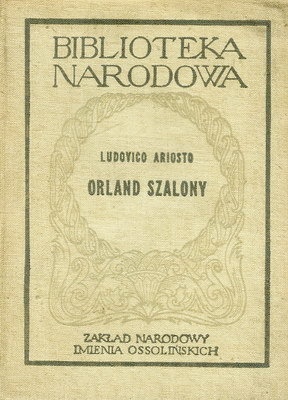 BIBLIOTEKA
NARODOWA
LUDOVICO ARIOSTO
ORLAND SZALONY
ZAKŁAD NARODOWY
IMIENIA OSSOLIŃSKICH